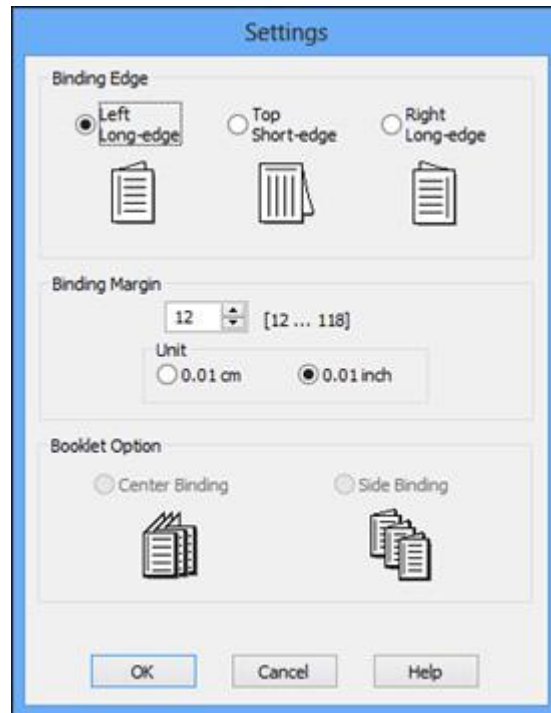 Settings
Binding Edge
Left
Long-edge
Top
Short-edge
Right
Long-edge
Binding Margin
12 [12 ... 118]
Unit
0.01 cm 0.01 inch
Booklet Option
Center Binding Side Binding
OK Cancel Help